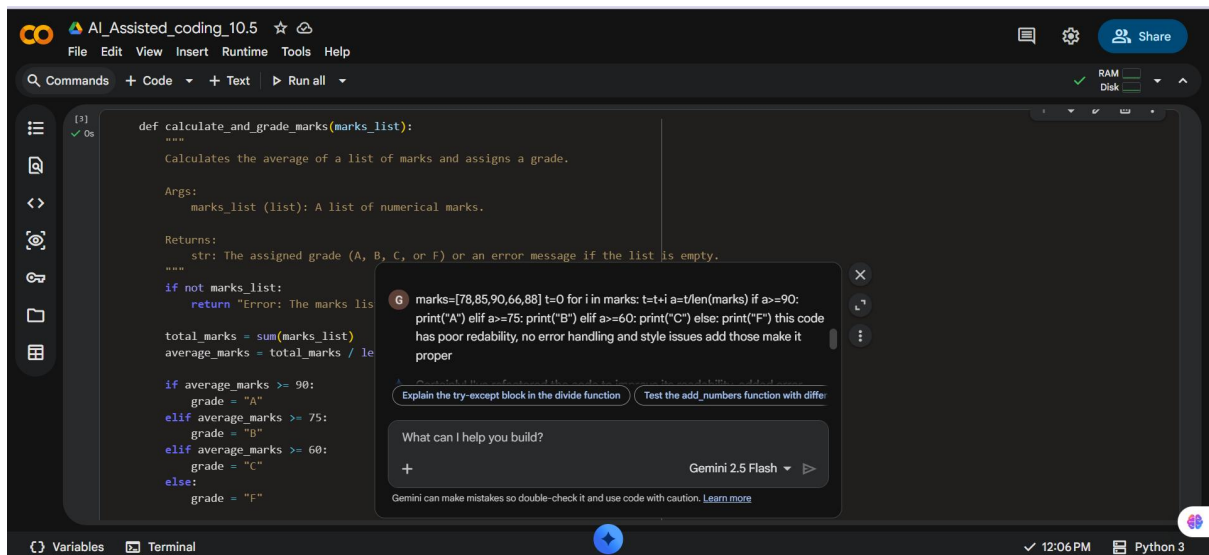 AI_Assisted_coding_10.5
File Edit View Insert Runtime Tools Help
Share
Commands + Code + Text Run all
RAM
Disk
[3]
0s
def calculate_and_grade_marks(marks_list):
"""
Calculates the average of a list of marks and assigns a grade.
Args:
marks_list (list): A list of numerical marks.
Returns:
str: The assigned grade (A, B, C, or F) or an error message if the list is empty.
"""
if not marks_list:
return "Error: The marks lis
total_marks = sum(marks_list)
average_marks = total_marks / le
if average_marks >= 90:
grade = "A"
elif average_marks >= 75:
grade = "B"
elif average_marks >= 60:
grade = "C"
else:
grade = "F"
G
marks=[78,85,90,66,88] t=0 for i in marks: t=t+i a=t/len(marks) if a>=90:
print("A") elif a>=75: print("B") elif a>=60: print("C") else: print("F") this code
has poor redability, no error handling and style issues add those make it
proper
Explain the try-except block in the divide function
Test the add_numbers function with differ
What can I help you build?
+
Gemini 2.5 Flash
Gemini can make mistakes so double-check it and use code with caution. Learn more
{} Variables
Terminal
12:06 PM
Python 3